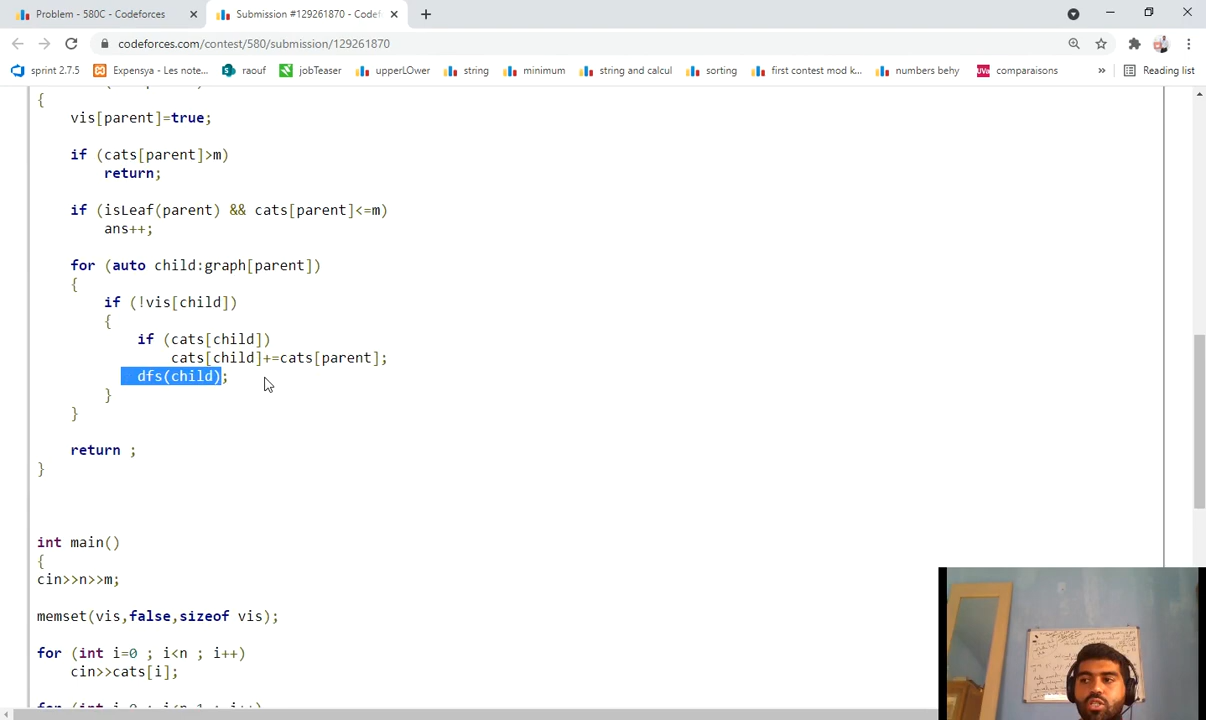 Problem - 580C - Codeforces
Submission #129261870 - Codef
codeforces.com/contest/580/submission/129261870
sprint 2.7.5
Expensya - Les note...
raouf
jobTeaser
upperLOwer
string
minimum
string and calcul
sorting
first contest mod k...
numbers behy
comparaisons
»
Reading list
{
vis[parent]=true;
if (cats[parent]>m)
return;
if (isLeaf(parent) && cats[parent]<=m)
ans++;
for (auto child:graph[parent])
{
if (!vis[child])
{
if (cats[child])
cats[child]+=cats[parent];
dfs(child);
}
}
return ;
}
int main()
{
cin>>n>>m;
memset(vis,false,sizeof vis);
for (int i=0 ; i<n ; i++)
cin>>cats[i];
for (int i=0 ; i<n-1 ; i++)